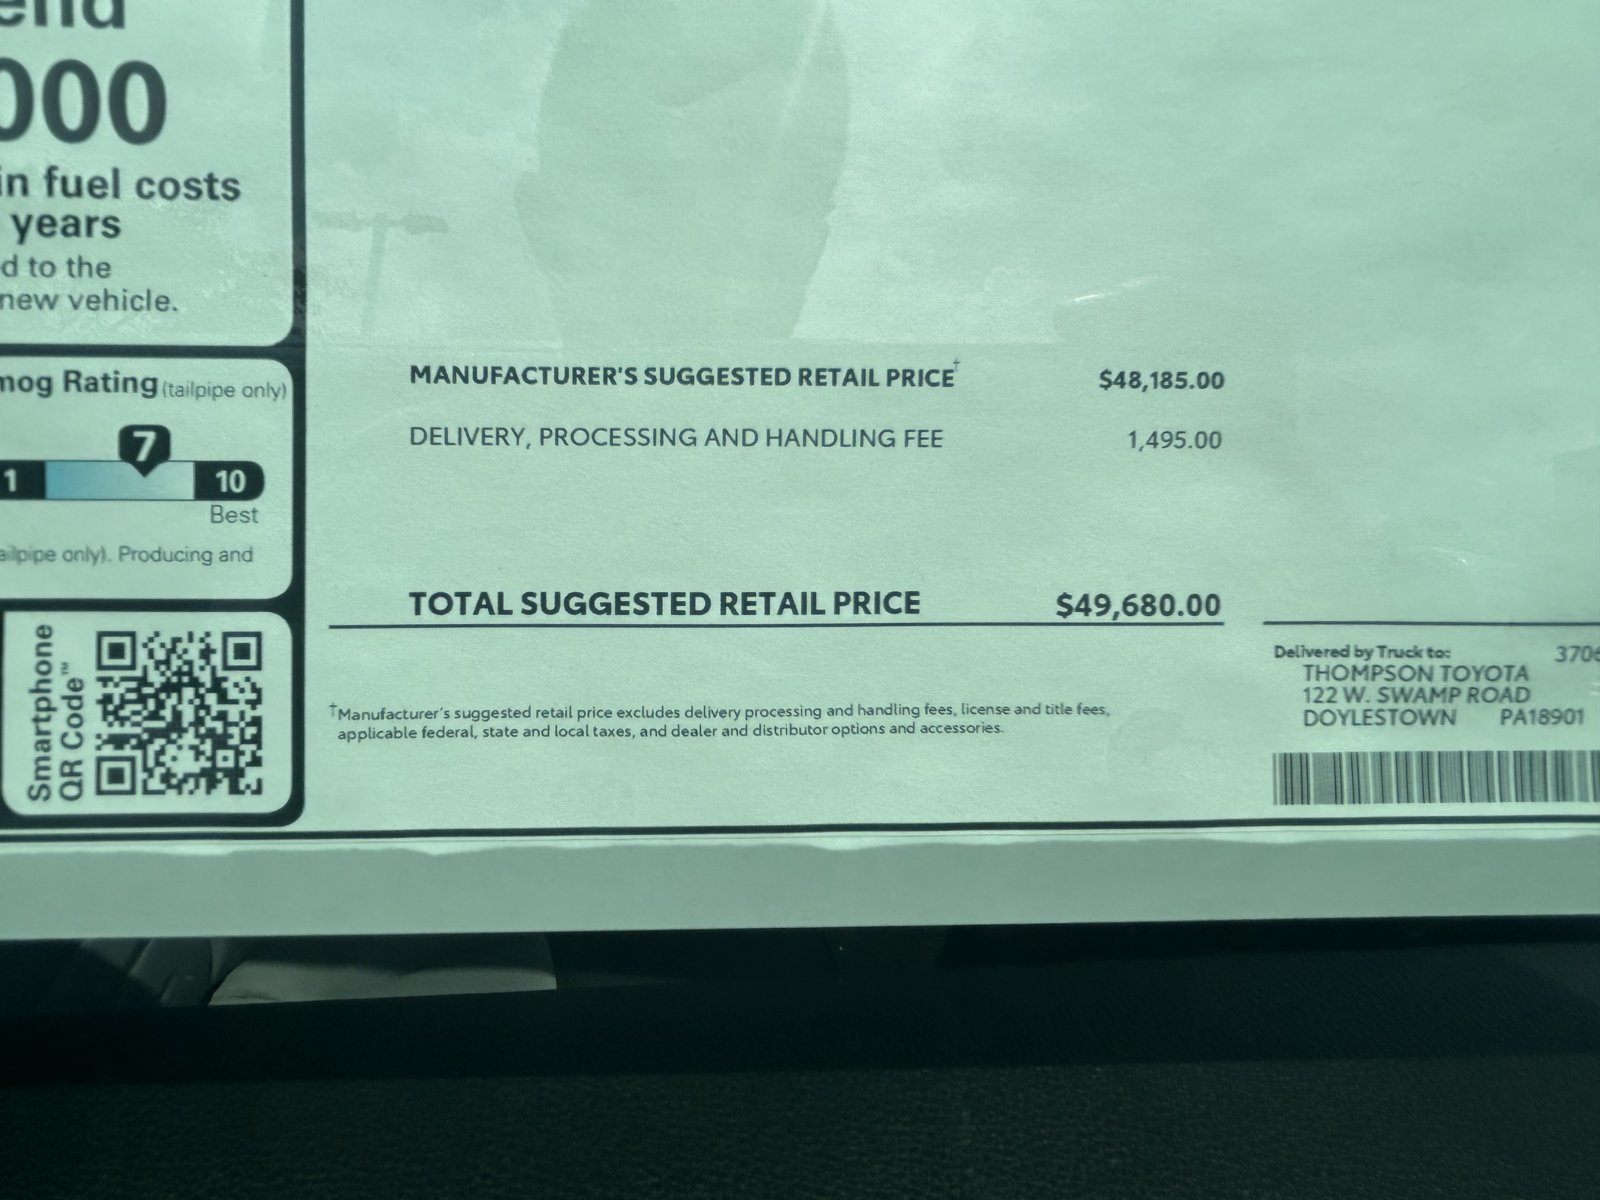 000
in fuel costs
years
d to the
new vehicle.
mog Rating (tailpipe only)
7
1 10
Best
ailpipe only). Producing and
Smartphone
QR Code™
MANUFACTURER'S SUGGESTED RETAIL PRICE† $48,185.00
DELIVERY, PROCESSING AND HANDLING FEE 1,495.00
TOTAL SUGGESTED RETAIL PRICE $49,680.00
†Manufacturer's suggested retail price excludes delivery processing and handling fees, license and title fees,
applicable federal, state and local taxes, and dealer and distributor options and accessories.
Delivered by Truck to: 3706
THOMPSON TOYOTA
122 W. SWAMP ROAD
DOYLESTOWN PA18901